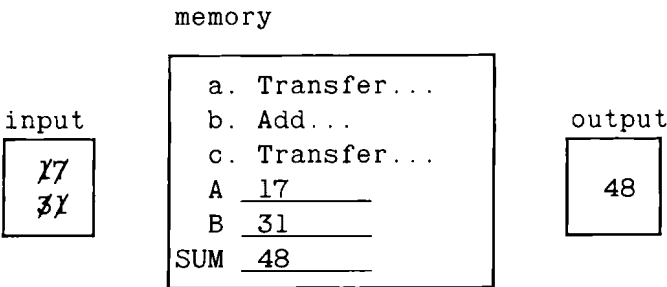 memory
input
17
31
a. Transfer...
b. Add...
c. Transfer...
A 17
B 31
SUM 48
output
48